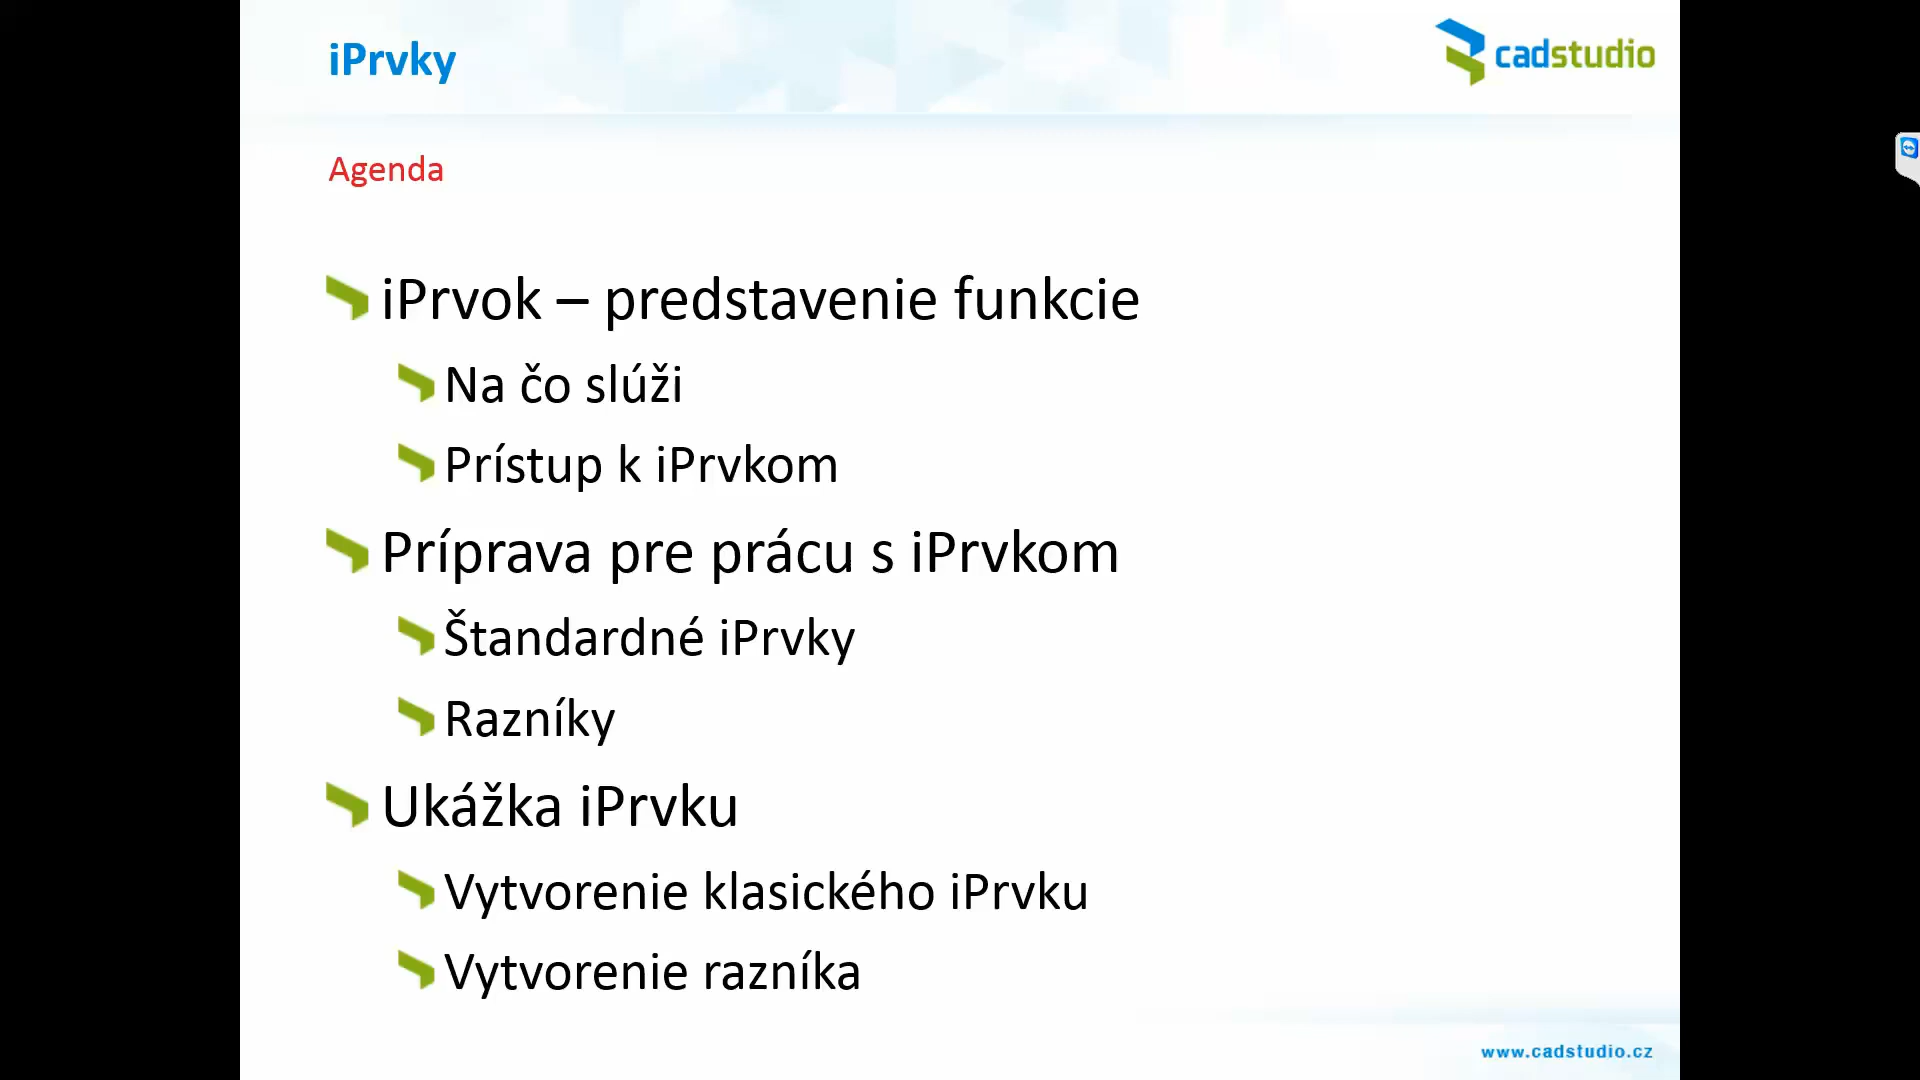 iPrvky
cadstudio
Agenda
iPrvok – predstavenie funkcie
Na čo slúži
Prístup k iPrvkom
Príprava pre prácu s iPrvkom
Štandardné iPrvky
Razníky
Ukážka iPrvku
Vytvorenie klasického iPrvku
Vytvorenie razníka
www.cadstudio.cz